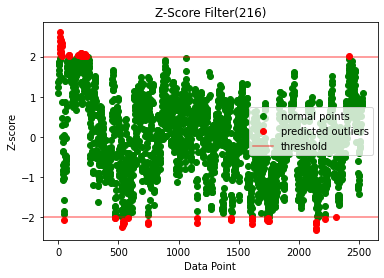 Z-Score Filter(216)
Z-score
2
1
0
−1
−2
normal points
predicted outliers
threshold
0
500
1000
1500
2000
2500
Data Point